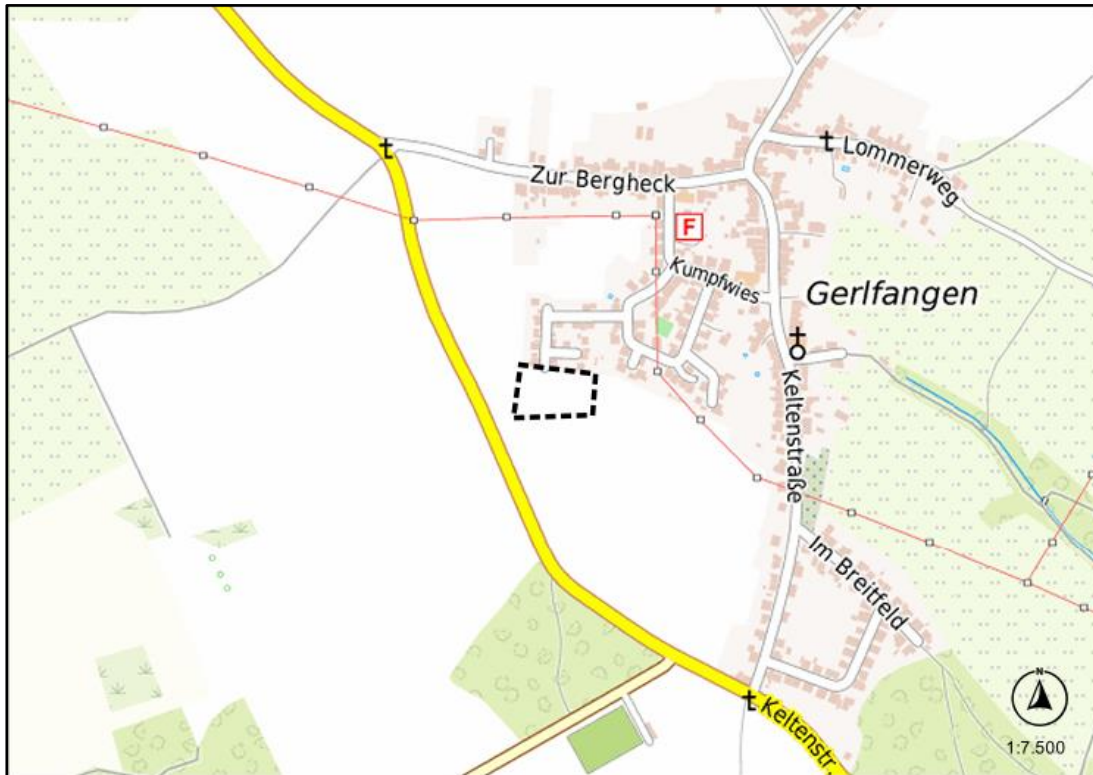 Lommerweg
Zur Bergheck
F
Kumpfwies
Gerlfangen
Keltenstraße
Im Breitfeld
N
Keltenstr.
1:7.500